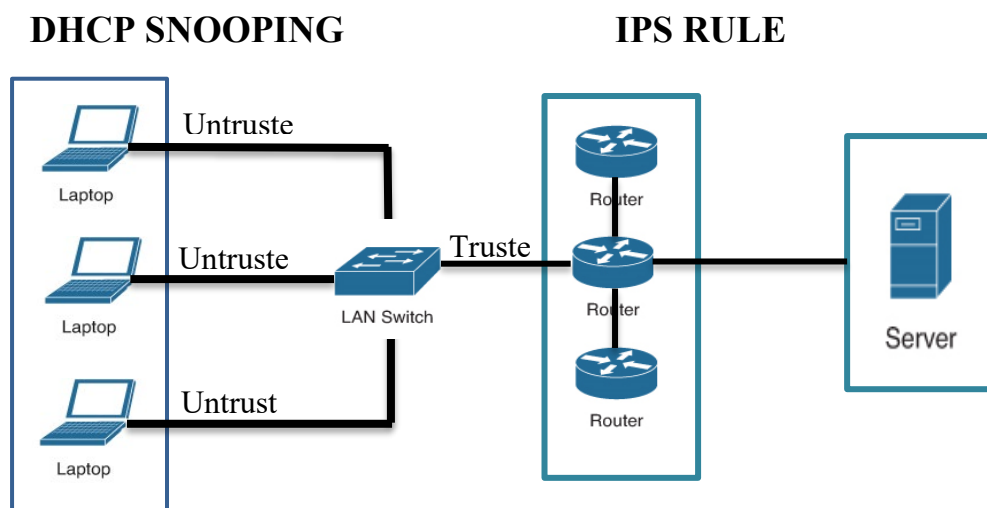 DHCP SNOOPING
IPS RULE
Untruste
Laptop
Router
Untruste
Truste
Laptop
LAN Switch
Router
Server
Untrust
Router
Laptop